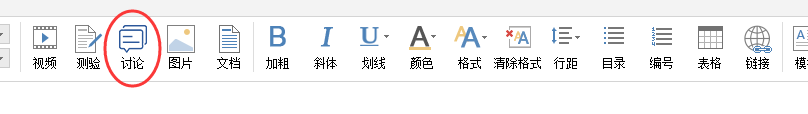 视频 测验 讨论 图片 文档 加粗 斜体 划线 颜色 格式 清除格式 行距 目录 编号 表格 链接